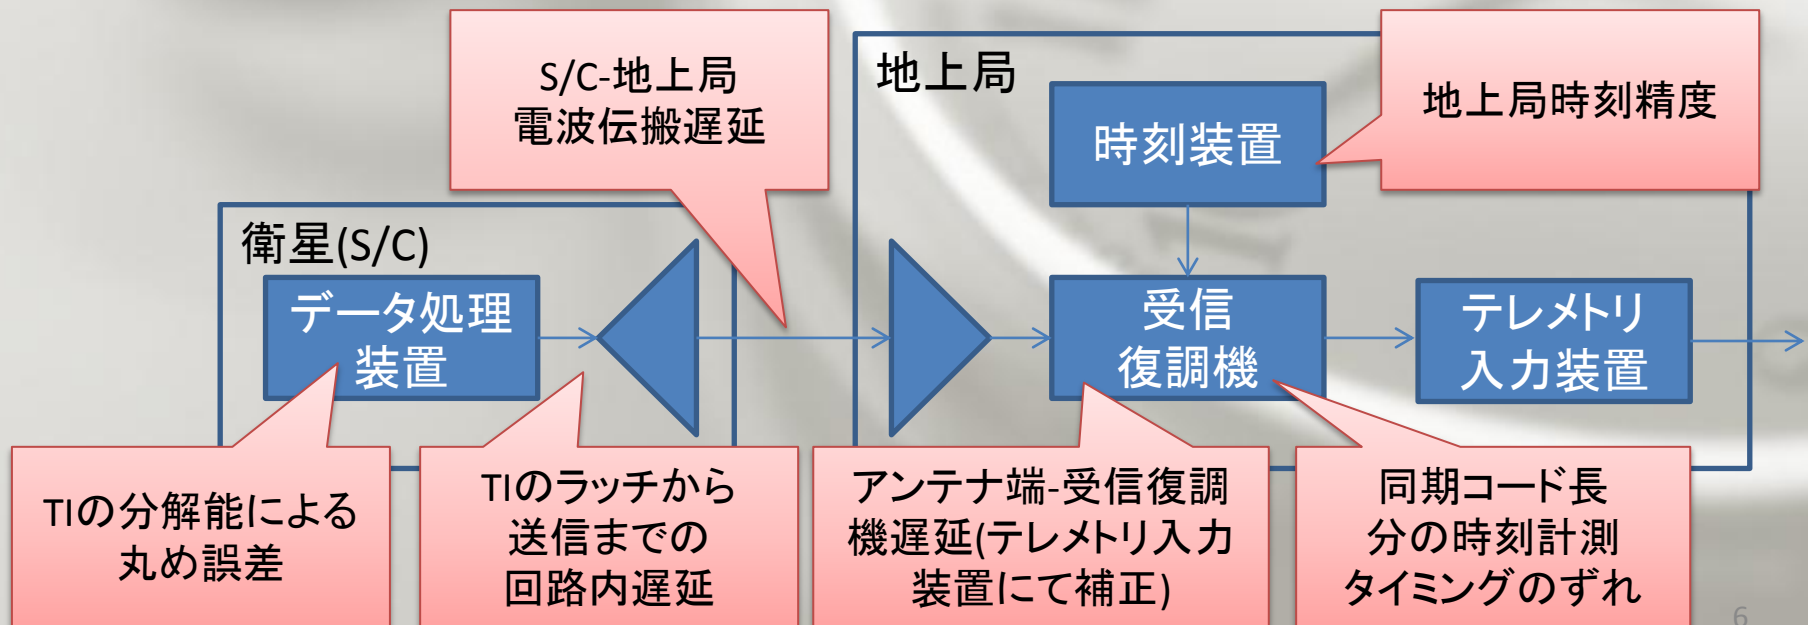 S/C-地上局
電波伝搬遅延
地上局
時刻装置
地上局時刻精度
衛星(S/C)
データ処理
装置
受信
復調機
テレメトリ
入力装置
TIの分解能による
丸め誤差
TIのラッチから
送信までの
回路内遅延
アンテナ端-受信復調
機遅延(テレメトリ入力
装置にて補正)
同期コード長
分の時刻計測
タイミングのずれ
6